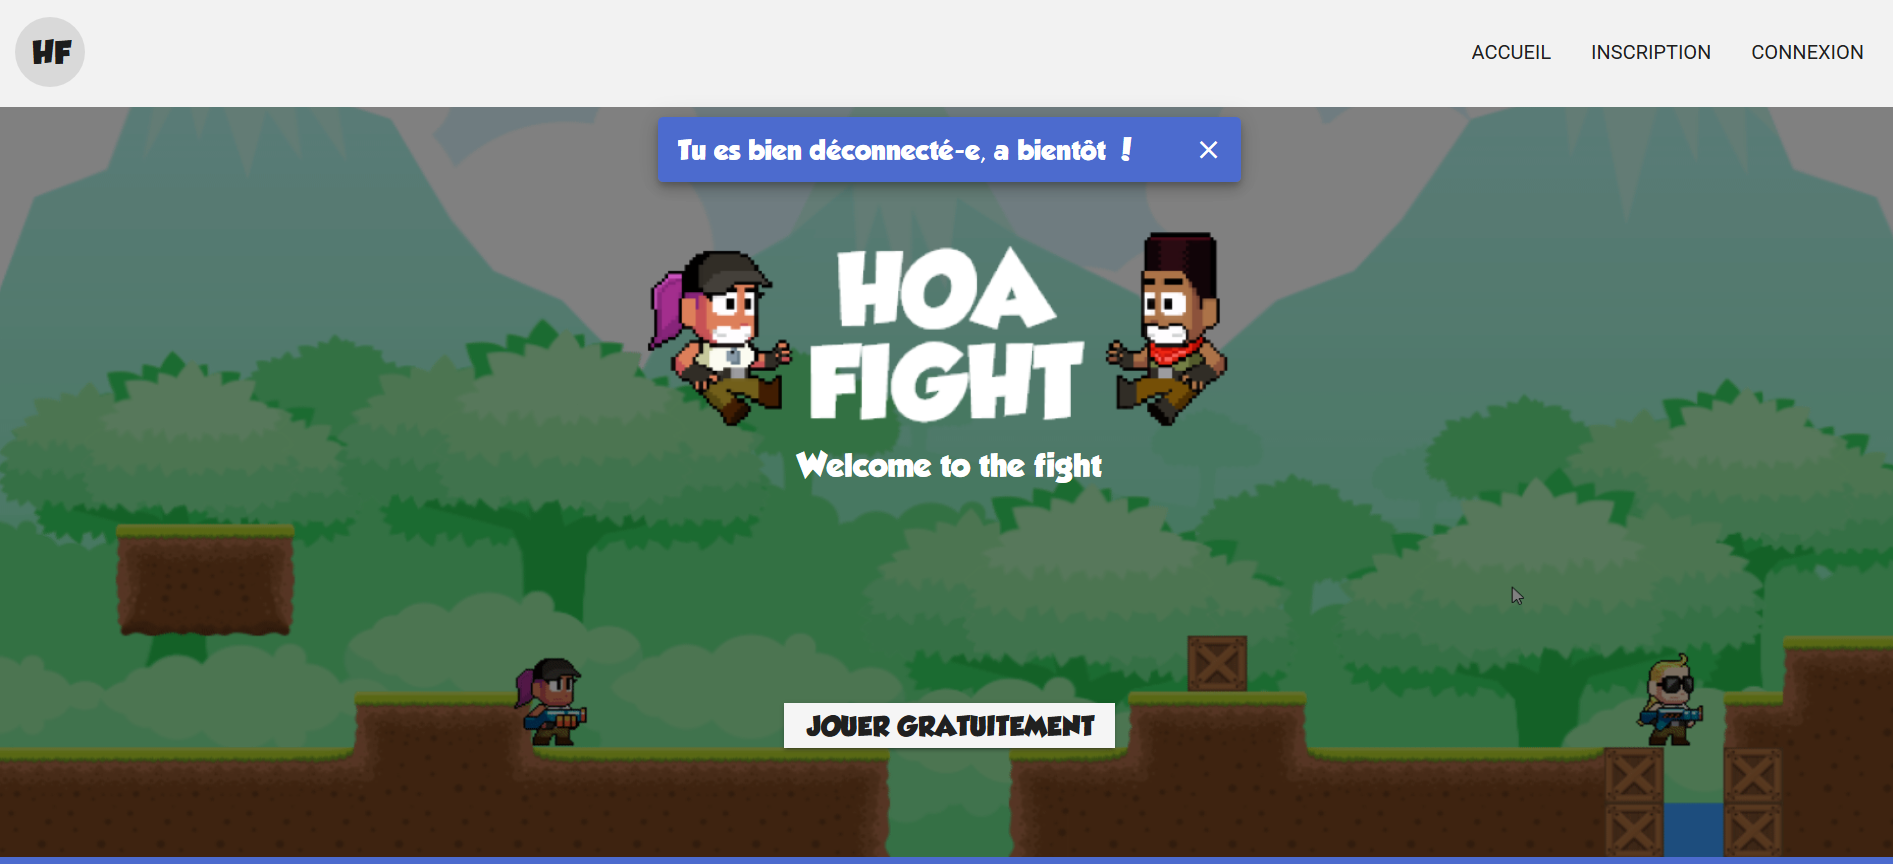 HF
ACCUEIL INSCRIPTION CONNEXION
Tu es bien déconnecté-e, a bientôt !
HOA
FIGHT
Welcome to the fight
JOUER GRATUITEMENT